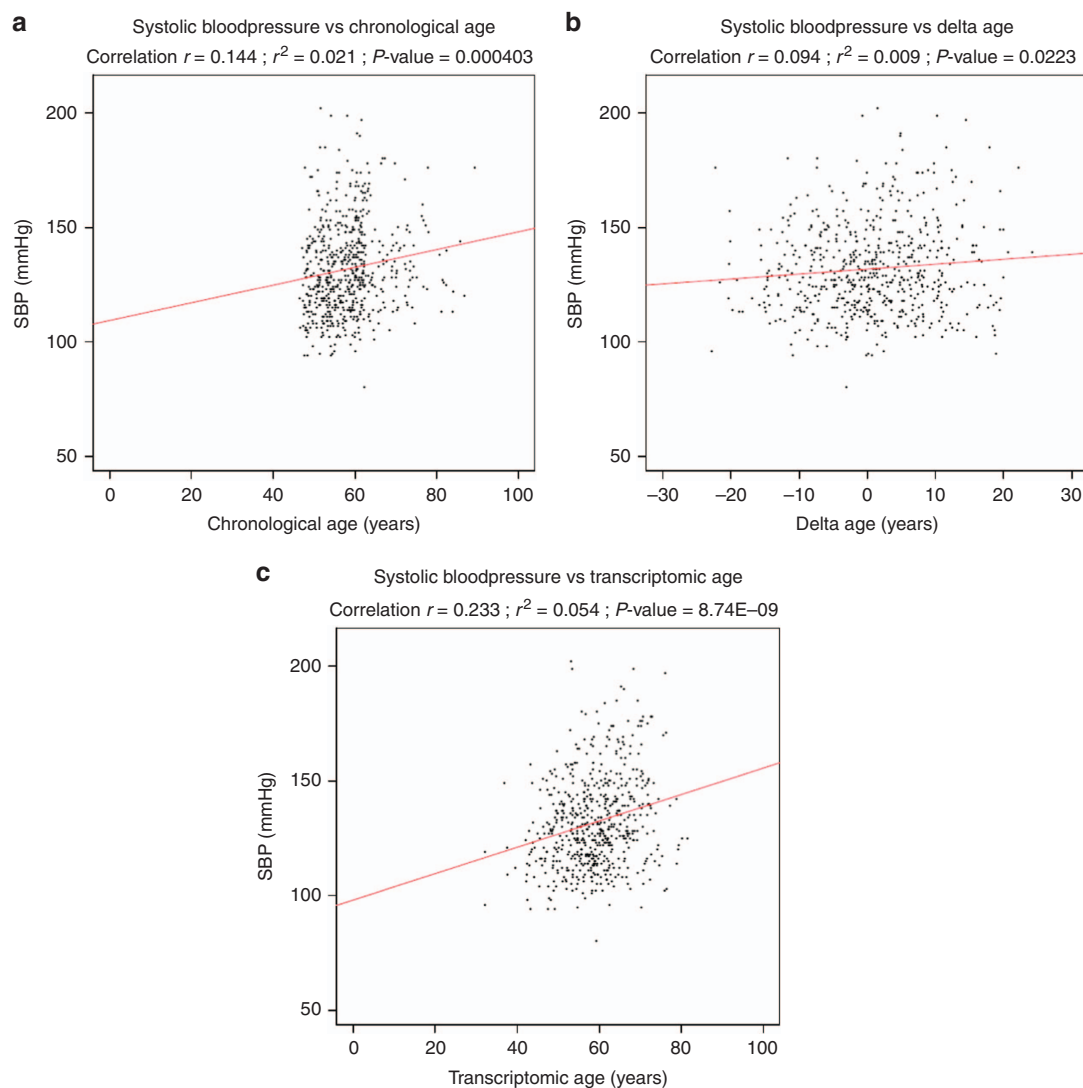 a
Systolic bloodpressure vs chronological age
Correlation r = 0.144 ; r² = 0.021 ; P-value = 0.000403
200
150
100
50
SBP (mmHg)
0 20 40 60 80 100
Chronological age (years)
b
Systolic bloodpressure vs delta age
Correlation r = 0.094 ; r² = 0.009 ; P-value = 0.0223
200
150
100
50
SBP (mmHg)
–30 –20 –10 0 10 20 30
Delta age (years)
c
Systolic bloodpressure vs transcriptomic age
Correlation r = 0.233 ; r² = 0.054 ; P-value = 8.74E–09
200
150
100
50
SBP (mmHg)
0 20 40 60 80 100
Transcriptomic age (years)